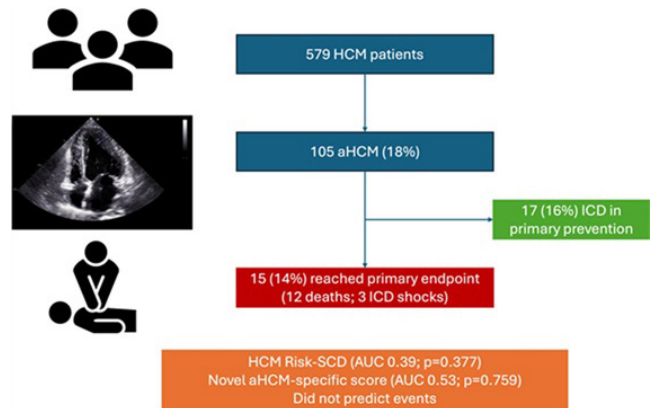 579 HCM patients
105 aHCM (18%)
17 (16%) ICD in
primary prevention
15 (14%) reached primary endpoint
(12 deaths; 3 ICD shocks)
HCM Risk-SCD (AUC 0.39; p=0.377)
Novel aHCM-specific score (AUC 0.53; p=0.759)
Did not predict events